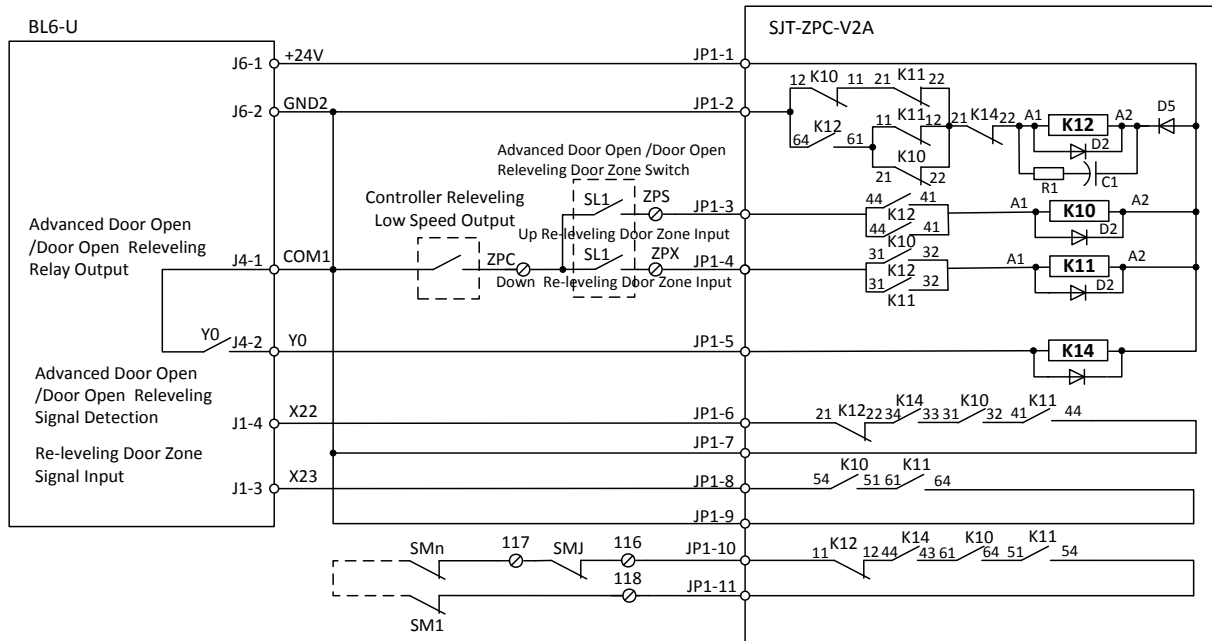 BL6-U
SJT-ZPC-V2A
J6-1 +24V JP1-1
12 K10 11 21 K11 22
D5
J6-2 GND2 JP1-2
K12 11 K11 12 21 K14 22 A1 K12 A2
64 61
D2
K10
21 22
R1 C1
Advanced Door Open /Door Open
Releveling Door Zone Switch
Controller Releveling
Low Speed Output
SL1 ZPS JP1-3 44 41 A1 K10 A2
K12
44 41
D2
Up Re-leveling Door Zone Input
Advanced Door Open
/Door Open Releveling
Relay Output
J4-1 COM1 ZPC SL1 ZPX JP1-4 31 K10 32 A1 K11 A2
K12
31 32
D2
Down Re-leveling Door Zone Input
K11
Y0 J4-2 Y0 JP1-5 K14
Advanced Door Open
/Door Open Releveling
Signal Detection
J1-4 X22 JP1-6 21 K12 22 34 K14 33 31 K10 32 41 K11 44
JP1-7
Re-leveling Door Zone
Signal Input
J1-3 X23 JP1-8 54 K10 51 61 K11 64
JP1-9
SMn 117 SMJ 116 JP1-10 11 K12 12 44 K14 43 61 K10 64 51 K11 54
118 JP1-11
SM1